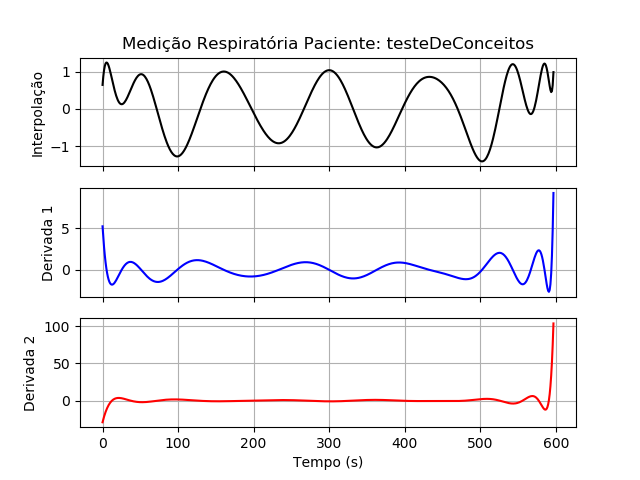 Medição Respiratória Paciente: testeDeConceitos
Interpolação
1
0
−1
Derivada 1
5
0
Derivada 2
100
50
0
0 100 200 300 400 500 600
Tempo (s)